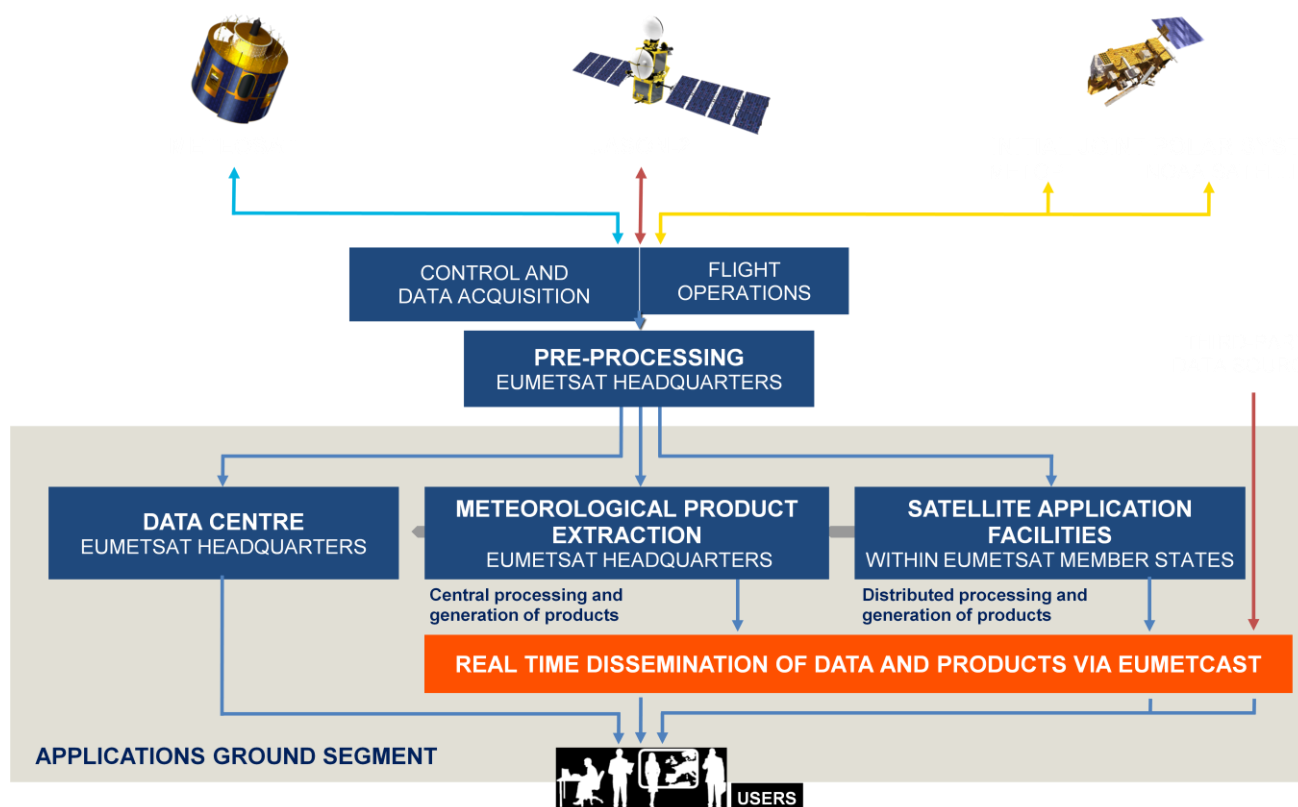 CONTROL AND
DATA ACQUISITION
FLIGHT
OPERATIONS
PRE-PROCESSING
EUMETSAT HEADQUARTERS
DATA CENTRE
EUMETSAT HEADQUARTERS
METEOROLOGICAL PRODUCT
EXTRACTION
EUMETSAT HEADQUARTERS
SATELLITE APPLICATION
FACILITIES
WITHIN EUMETSAT MEMBER STATES
Central processing and
generation of products
Distributed processing and
generation of products
REAL TIME DISSEMINATION OF DATA AND PRODUCTS VIA EUMETCAST
APPLICATIONS GROUND SEGMENT
USERS